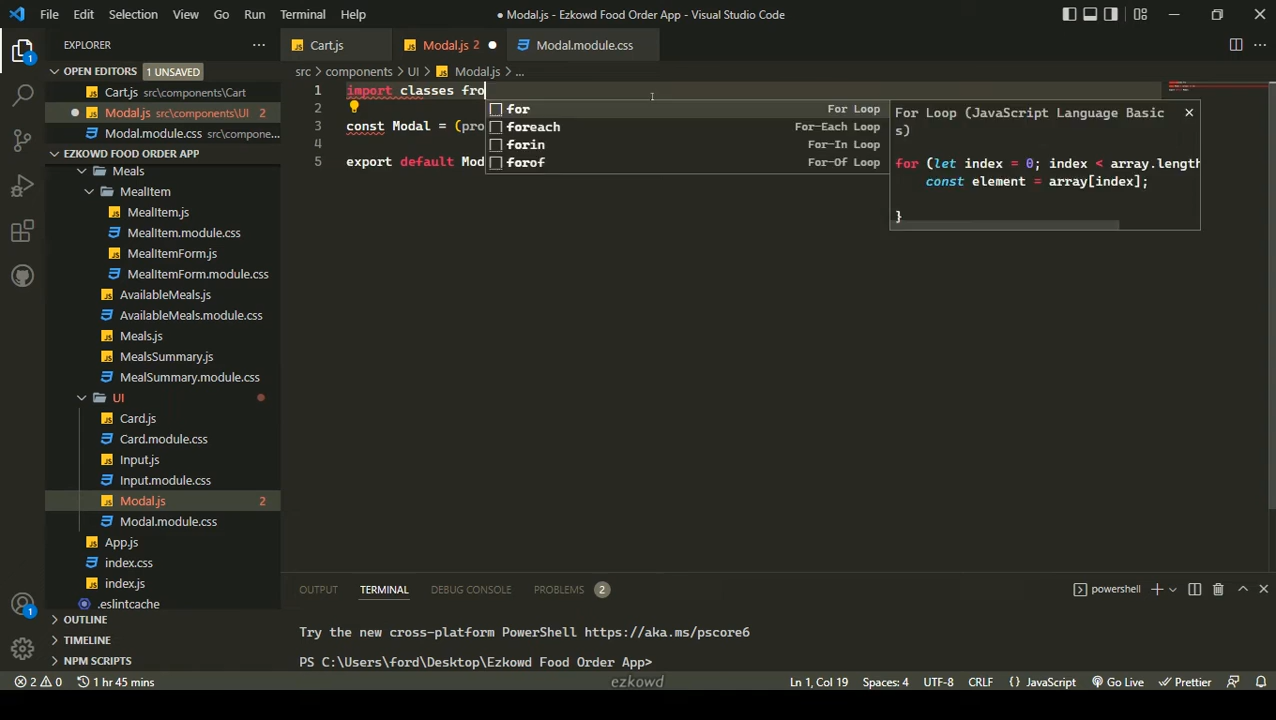 File Edit Selection View Go Run Terminal Help
● Modal.js - Ezkowd Food Order App - Visual Studio Code
EXPLORER
OPEN EDITORS 1 UNSAVED
Cart.js src\components\Cart
Modal.js src\components\UI 2
Modal.module.css src\compone...
EZKOWD FOOD ORDER APP
Meals
MealItem
MealItem.js
MealItem.module.css
MealItemForm.js
MealItemForm.module.css
AvailableMeals.js
AvailableMeals.module.css
Meals.js
MealsSummary.js
MealSummary.module.css
UI
Card.js
Card.module.css
Input.js
Input.module.css
Modal.js 2
Modal.module.css
App.js
index.css
index.js
.eslintcache
OUTLINE
TIMELINE
NPM SCRIPTS
Cart.js
Modal.js 2
Modal.module.css
src > components > UI > Modal.js > ...
1 import classes fro
2
3 const Modal = (pro
4
5 export default Mod
for For Loop
foreach For-Each Loop
forin For-In Loop
forof For-Of Loop
For Loop (JavaScript Language Basic
s)
for (let index = 0; index < array.length
const element = array[index];
}
OUTPUT TERMINAL DEBUG CONSOLE PROBLEMS 2
powershell
Try the new cross-platform PowerShell https://aka.ms/pscore6
PS C:\Users\ford\Desktop\Ezkowd Food Order App>
1
1
2 0 1 hr 45 mins
ezkowd
Ln 1, Col 19 Spaces: 4 UTF-8 CRLF {} JavaScript Go Live Prettier